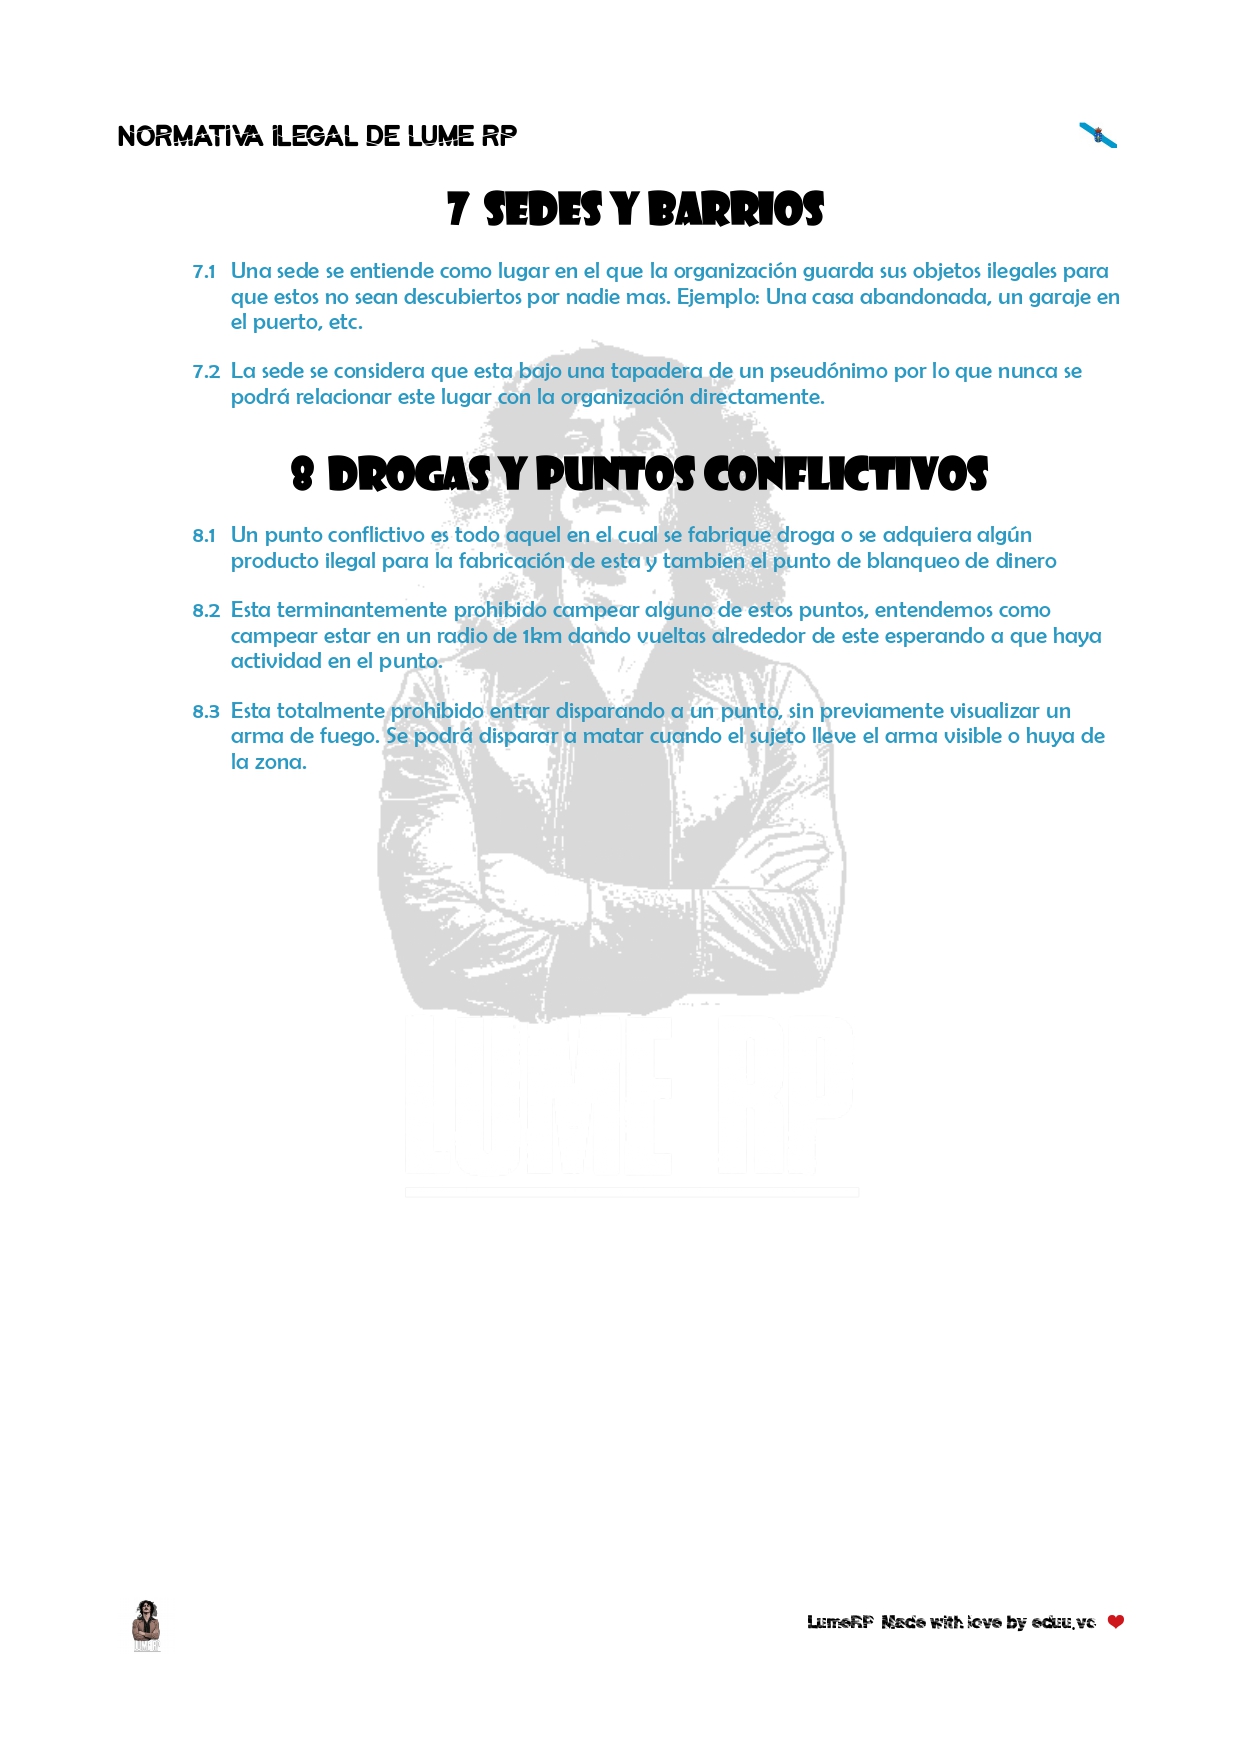 NORMATIVA ILEGAL DE LUME RP
7 SEDES Y BARRIOS
7.1 Una sede se entiende como lugar en el que la organización guarda sus objetos ilegales para
que estos no sean descubiertos por nadie mas. Ejemplo: Una casa abandonada, un garaje en
el puerto, etc.
7.2 La sede se considera que esta bajo una tapadera de un pseudónimo por lo que nunca se
podrá relacionar este lugar con la organización directamente.
8 DROGAS Y PUNTOS CONFLICTIVOS
8.1 Un punto conflictivo es todo aquel en el cual se fabrique droga o se adquiera algún
producto ilegal para la fabricación de esta y tambien el punto de blanqueo de dinero
8.2 Esta terminantemente prohibido campear alguno de estos puntos, entendemos como
campear estar en un radio de 1km dando vueltas alrededor de este esperando a que haya
actividad en el punto.
8.3 Esta totalmente prohibido entrar disparando a un punto, sin previamente visualizar un
arma de fuego. Se podrá disparar a matar cuando el sujeto lleve el arma visible o huya de
la zona.
LUME RP
LUME RP
LumeRP Made with love by eduu.vc